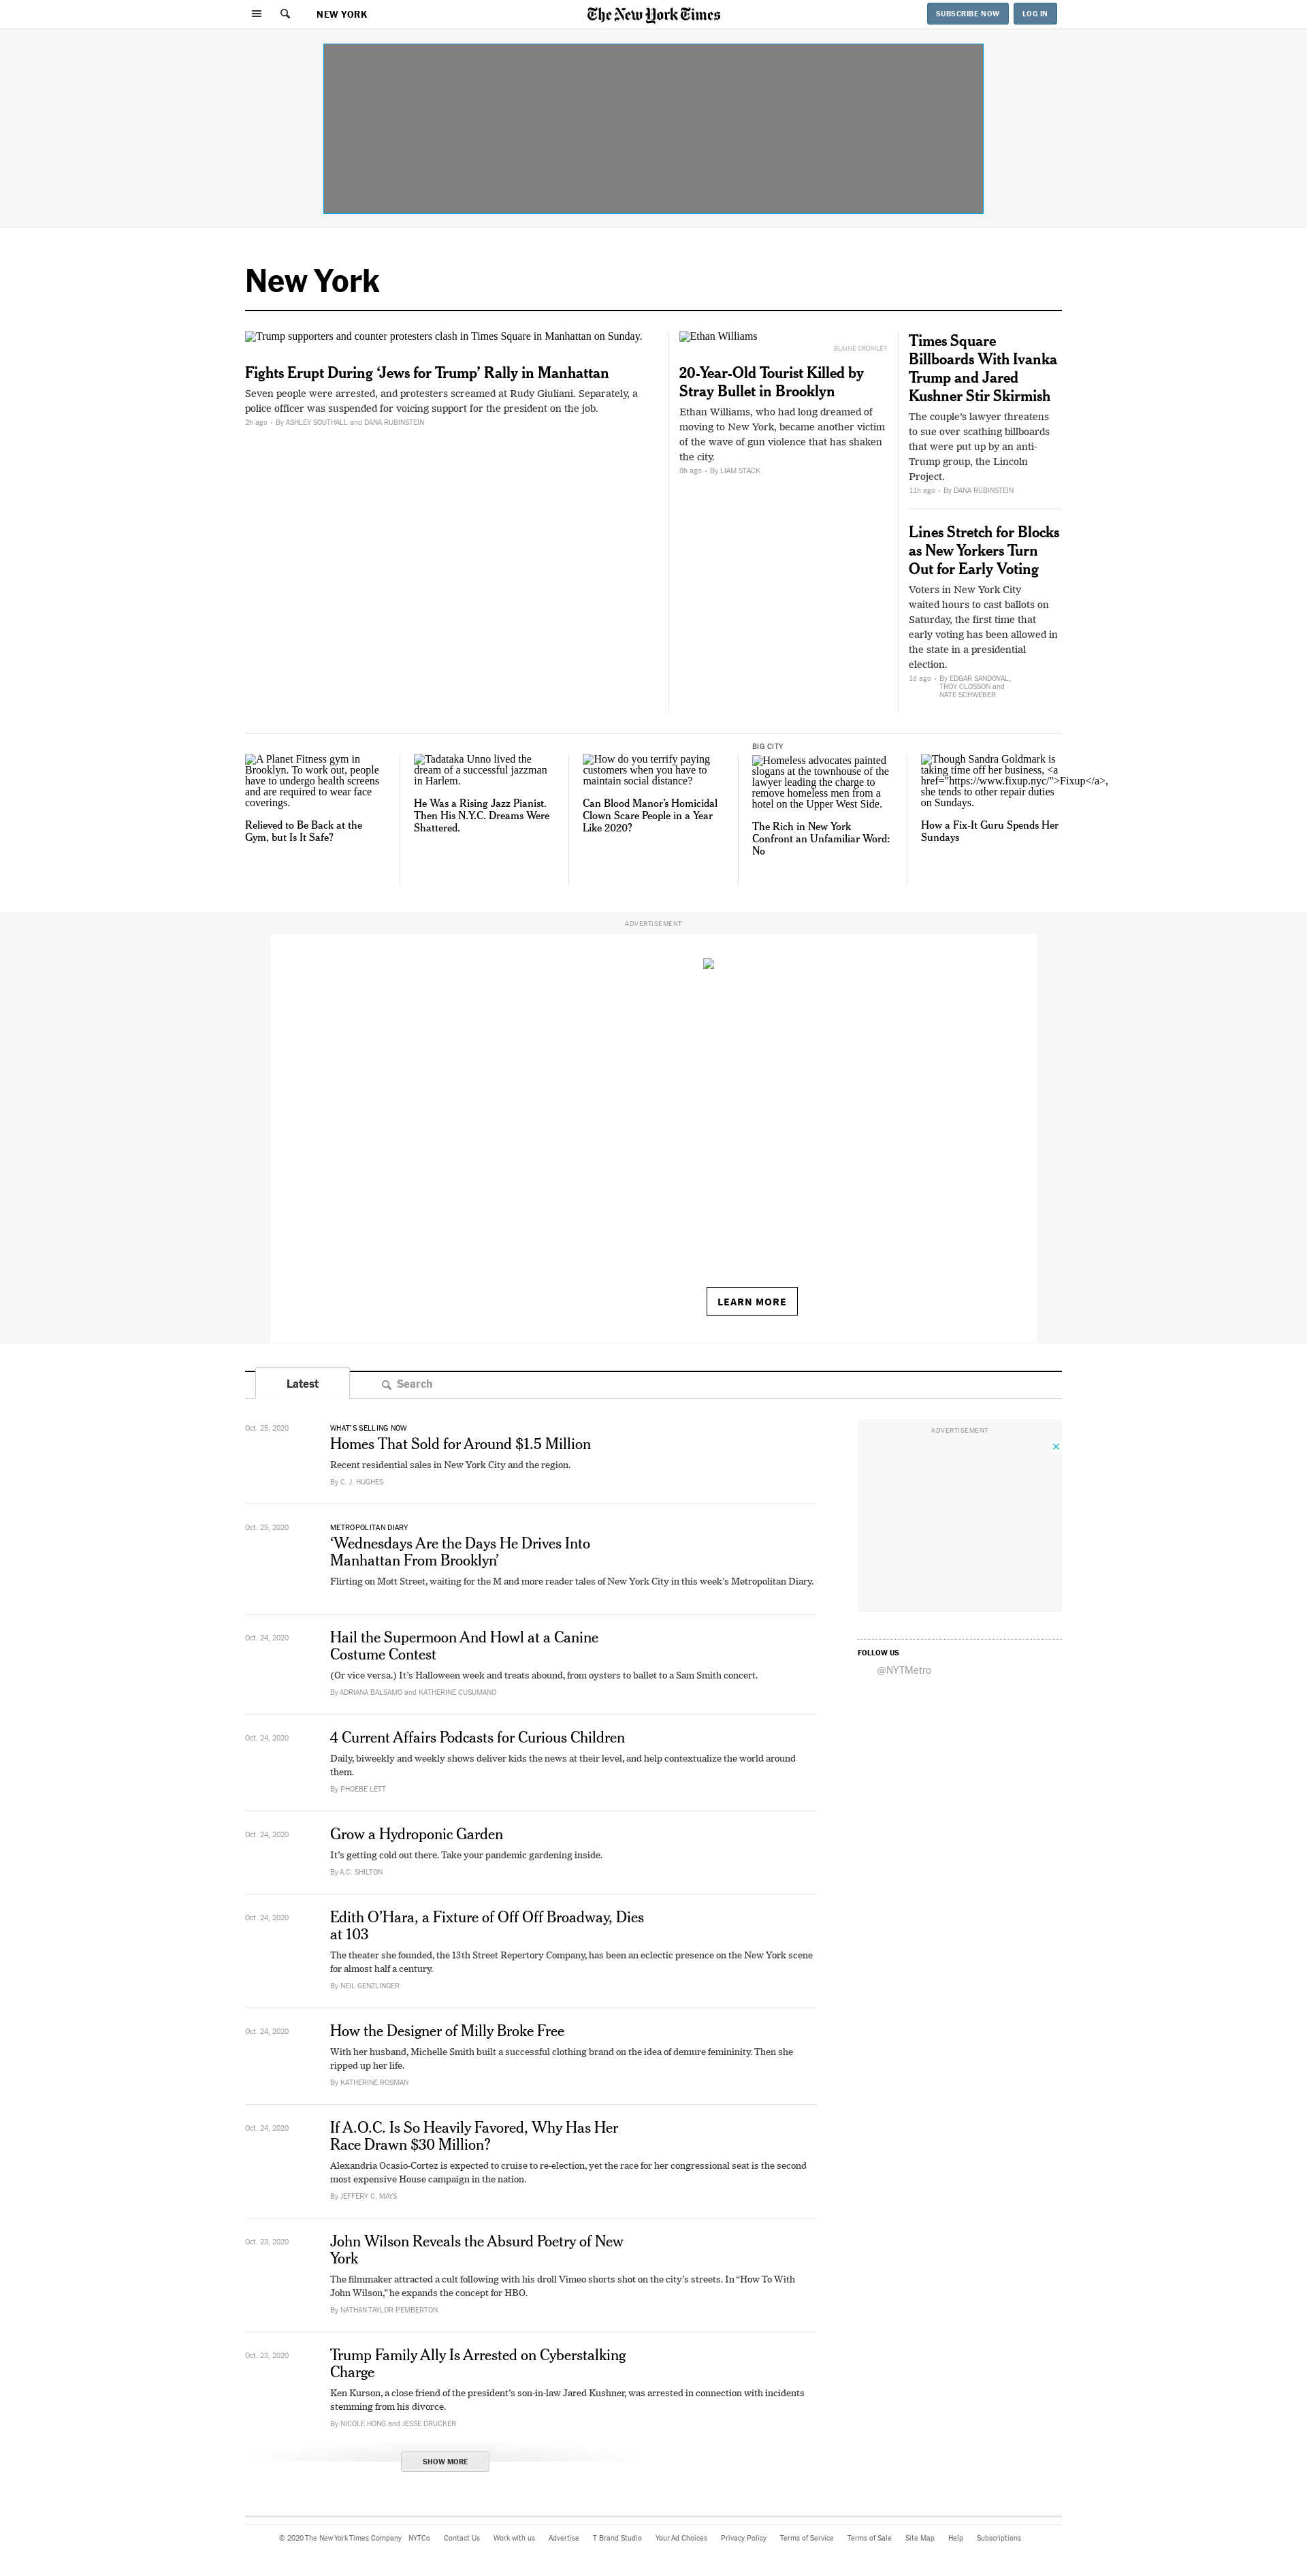 NEW YORK
The New York Times
SUBSCRIBE NOW
LOG IN
New York
Trump supporters and counter protesters clash in Times Square in Manhattan on Sunday.
Fights Erupt During ‘Jews for Trump’ Rally in Manhattan
Seven people were arrested, and protesters screamed at Rudy Giuliani. Separately, a
police officer was suspended for voicing support for the president on the job.
2h ago • By ASHLEY SOUTHALL and DANA RUBINSTEIN
Ethan Williams
BLAINE CROMLEY
20-Year-Old Tourist Killed by
Stray Bullet in Brooklyn
Ethan Williams, who had long dreamed of
moving to New York, became another victim
of the wave of gun violence that has shaken
the city.
8h ago • By LIAM STACK
Times Square
Billboards With Ivanka
Trump and Jared
Kushner Stir Skirmish
The couple’s lawyer threatens
to sue over scathing billboards
that were put up by an anti-
Trump group, the Lincoln
Project.
11h ago • By DANA RUBINSTEIN
Lines Stretch for Blocks
as New Yorkers Turn
Out for Early Voting
Voters in New York City
waited hours to cast ballots on
Saturday, the first time that
early voting has been allowed in
the state in a presidential
election.
1d ago • By EDGAR SANDOVAL,
TROY CLOSSON and
NATE SCHWEBER
A Planet Fitness gym in
Brooklyn. To work out, people
have to undergo health screens
and are required to wear face
coverings.
Relieved to Be Back at the
Gym, but Is It Safe?
Tadataka Unno lived the
dream of a successful jazzman
in Harlem.
He Was a Rising Jazz Pianist.
Then His N.Y.C. Dreams Were
Shattered.
How do you terrify paying
customers when you have to
maintain social distance?
Can Blood Manor’s Homicidal
Clown Scare People in a Year
Like 2020?
BIG CITY
Homeless advocates painted
slogans at the townhouse of the
lawyer leading the charge to
remove homeless men from a
hotel on the Upper West Side.
The Rich in New York
Confront an Unfamiliar Word:
No
Though Sandra Goldmark is
taking time off her business, <a
href="https://www.fixup.nyc/">Fixup</a>,
she tends to other repair duties
on Sundays.
How a Fix-It Guru Spends Her
Sundays
ADVERTISEMENT
LEARN MORE
Latest
Search
Oct. 25, 2020
WHAT’S SELLING NOW
Homes That Sold for Around $1.5 Million
Recent residential sales in New York City and the region.
By C. J. HUGHES
Oct. 25, 2020
METROPOLITAN DIARY
‘Wednesdays Are the Days He Drives Into
Manhattan From Brooklyn’
Flirting on Mott Street, waiting for the M and more reader tales of New York City in this week’s Metropolitan Diary.
Oct. 24, 2020
Hail the Supermoon And Howl at a Canine
Costume Contest
(Or vice versa.) It’s Halloween week and treats abound, from oysters to ballet to a Sam Smith concert.
By ADRIANA BALSAMO and KATHERINE CUSUMANO
Oct. 24, 2020
4 Current Affairs Podcasts for Curious Children
Daily, biweekly and weekly shows deliver kids the news at their level, and help contextualize the world around
them.
By PHOEBE LETT
Oct. 24, 2020
Grow a Hydroponic Garden
It’s getting cold out there. Take your pandemic gardening inside.
By A.C. SHILTON
Oct. 24, 2020
Edith O’Hara, a Fixture of Off Off Broadway, Dies
at 103
The theater she founded, the 13th Street Repertory Company, has been an eclectic presence on the New York scene
for almost half a century.
By NEIL GENZLINGER
Oct. 24, 2020
How the Designer of Milly Broke Free
With her husband, Michelle Smith built a successful clothing brand on the idea of demure femininity. Then she
ripped up her life.
By KATHERINE ROSMAN
Oct. 24, 2020
If A.O.C. Is So Heavily Favored, Why Has Her
Race Drawn $30 Million?
Alexandria Ocasio-Cortez is expected to cruise to re-election, yet the race for her congressional seat is the second
most expensive House campaign in the nation.
By JEFFERY C. MAYS
Oct. 23, 2020
John Wilson Reveals the Absurd Poetry of New
York
The filmmaker attracted a cult following with his droll Vimeo shorts shot on the city’s streets. In “How To With
John Wilson,” he expands the concept for HBO.
By NATHAN TAYLOR PEMBERTON
Oct. 23, 2020
Trump Family Ally Is Arrested on Cyberstalking
Charge
Ken Kurson, a close friend of the president’s son-in-law Jared Kushner, was arrested in connection with incidents
stemming from his divorce.
By NICOLE HONG and JESSE DRUCKER
SHOW MORE
ADVERTISEMENT
FOLLOW US
@NYTMetro
© 2020 The New York Times Company NYTCo Contact Us Work with us Advertise T Brand Studio Your Ad Choices Privacy Policy Terms of Service Terms of Sale Site Map Help Subscriptions